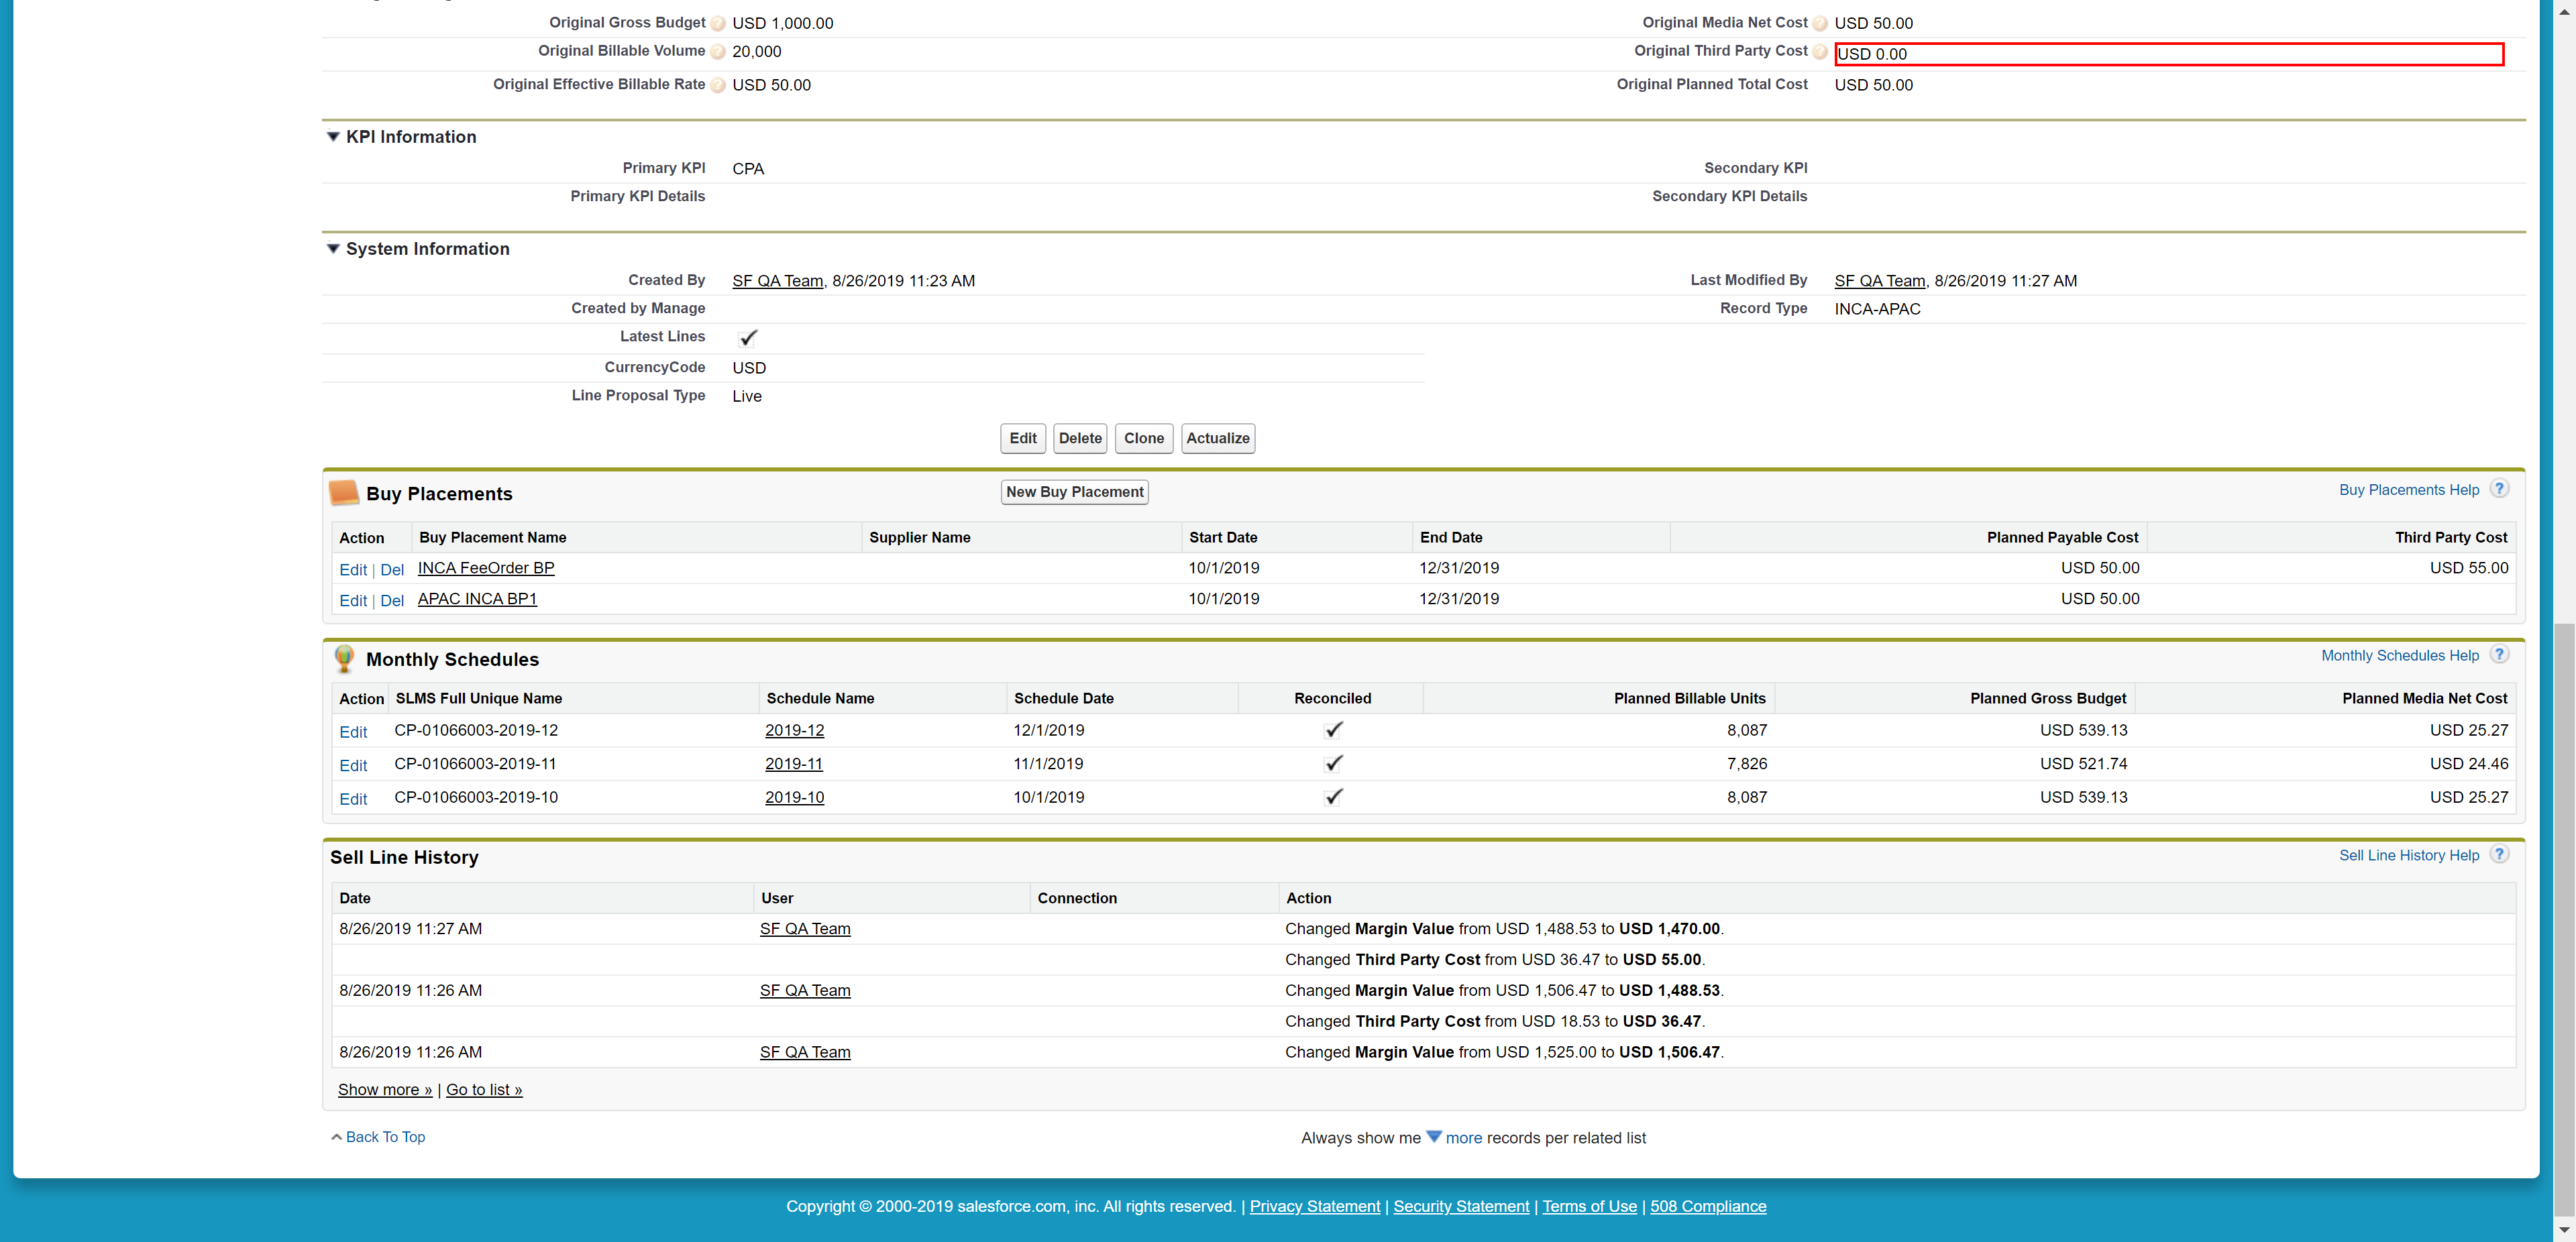 Original Gross Budget USD 1,000.00 Original Media Net Cost USD 50.00
Original Billable Volume 20,000 Original Third Party Cost USD 0.00
Original Effective Billable Rate USD 50.00 Original Planned Total Cost USD 50.00
KPI Information
Primary KPI CPA Secondary KPI
Primary KPI Details Secondary KPI Details
System Information
Created By SF QA Team, 8/26/2019 11:23 AM Last Modified By SF QA Team, 8/26/2019 11:27 AM
Created by Manage Record Type INCA-APAC
Latest Lines
CurrencyCode USD
Line Proposal Type Live
Edit Delete Clone Actualize
Buy Placements New Buy Placement Buy Placements Help ?
Action Buy Placement Name Supplier Name Start Date End Date Planned Payable Cost Third Party Cost
Edit | Del INCA FeeOrder BP 10/1/2019 12/31/2019 USD 50.00 USD 55.00
Edit | Del APAC INCA BP1 10/1/2019 12/31/2019 USD 50.00
Monthly Schedules Monthly Schedules Help ?
Action SLMS Full Unique Name Schedule Name Schedule Date Reconciled Planned Billable Units Planned Gross Budget Planned Media Net Cost
Edit CP-01066003-2019-12 2019-12 12/1/2019 8,087 USD 539.13 USD 25.27
Edit CP-01066003-2019-11 2019-11 11/1/2019 7,826 USD 521.74 USD 24.46
Edit CP-01066003-2019-10 2019-10 10/1/2019 8,087 USD 539.13 USD 25.27
Sell Line History Sell Line History Help ?
Date User Connection Action
8/26/2019 11:27 AM SF QA Team Changed Margin Value from USD 1,488.53 to USD 1,470.00.
Changed Third Party Cost from USD 36.47 to USD 55.00.
8/26/2019 11:26 AM SF QA Team Changed Margin Value from USD 1,506.47 to USD 1,488.53.
Changed Third Party Cost from USD 18.53 to USD 36.47.
8/26/2019 11:26 AM SF QA Team Changed Margin Value from USD 1,525.00 to USD 1,506.47.
Show more » | Go to list »
Back To Top Always show me more records per related list
Copyright © 2000-2019 salesforce.com, inc. All rights reserved. | Privacy Statement | Security Statement | Terms of Use | 508 Compliance